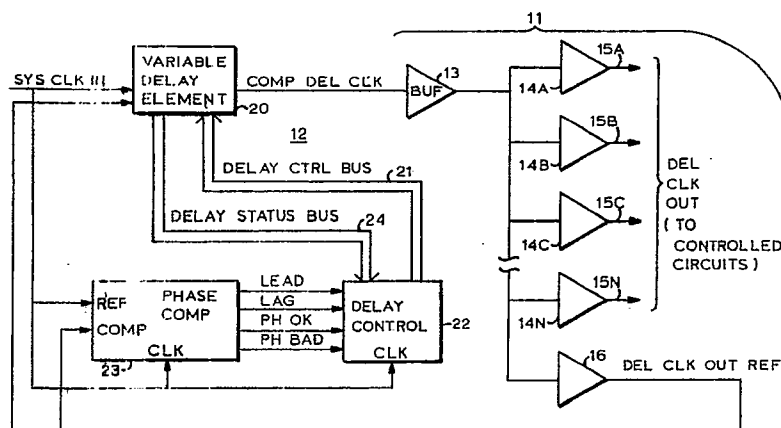 11
VARIABLE
DELAY
ELEMENT
20
SYS CLK
COMP DEL CLK
BUF
13
14A
15A
14B
15B
14C
15C
14N
15N
DEL
CLK
OUT
(TO
CONTROLLED
CIRCUITS)
12
DELAY CTRL BUS
21
DELAY STATUS BUS
24
REF
COMP
PHASE
COMP
CLK
23
LEAD
LAG
PH OK
PH BAD
DELAY
CONTROL
CLK
22
16
DEL CLK OUT REF